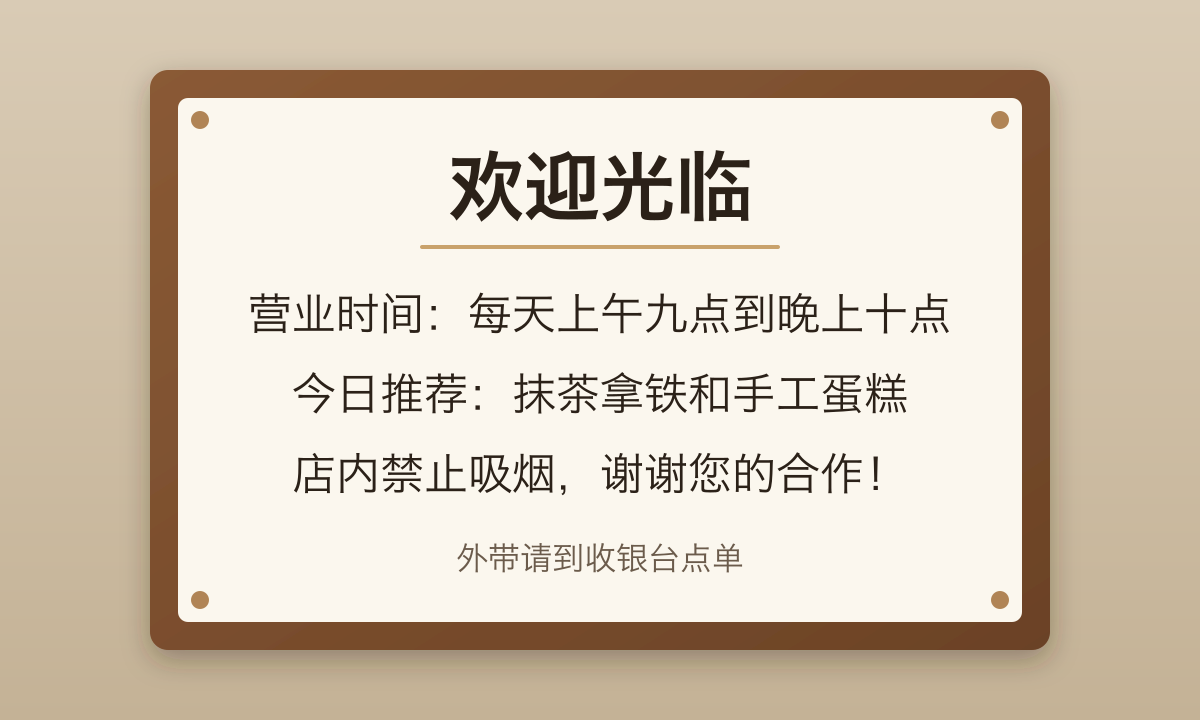 欢迎光临
营业时间：每天上午九点到晚上十点
今日推荐：抹茶拿铁和手工蛋糕
店内禁止吸烟，谢谢您的合作！
外带请到收银台点单